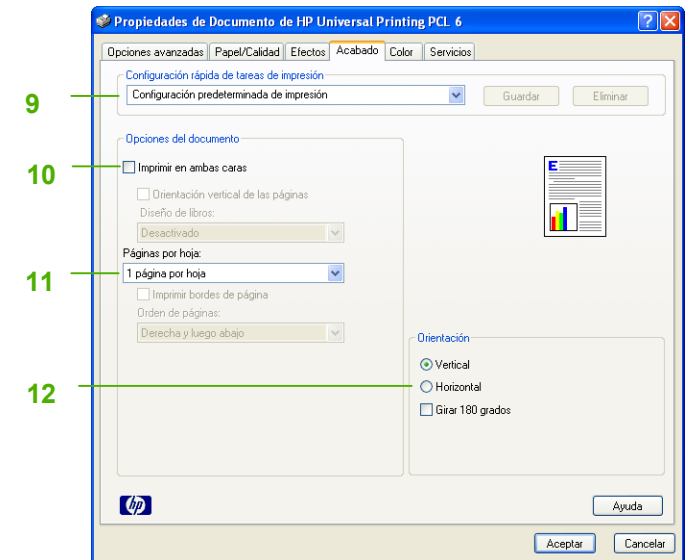 Propiedades de Documento de HP Universal Printing PCL 6
Opciones avanzadas Papel/Calidad Efectos Acabado Color Servicios
Configuración rápida de tareas de impresión
9 Configuración predeterminada de impresión Guardar Eliminar
Opciones del documento
10 Imprimir en ambas caras
Orientación vertical de las páginas
Diseño de libros:
Desactivado
Páginas por hoja:
11 1 página por hoja
Imprimir bordes de página
Orden de páginas:
Derecha y luego abajo
Orientación
Vertical
12 Horizontal
Girar 180 grados
E
hp
Ayuda
Aceptar Cancelar